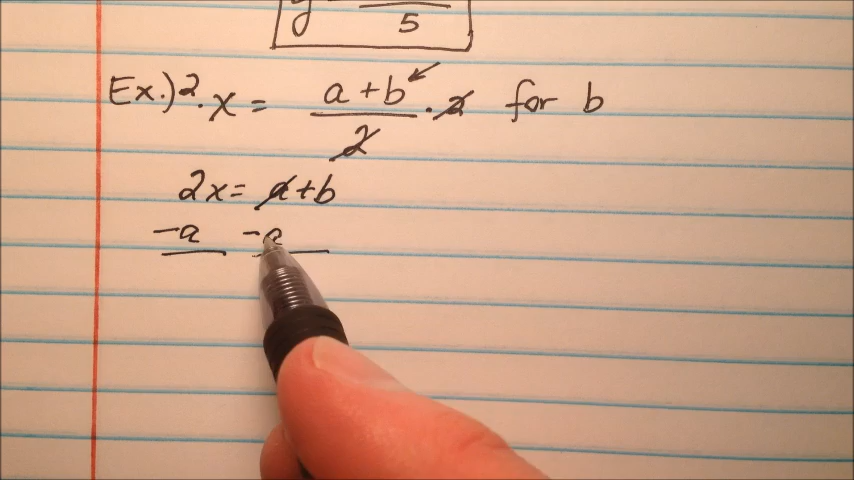 y = — 5
Ex.) 2 · x = a + b / 2 · 2 for b
2x = a + b
-a -a